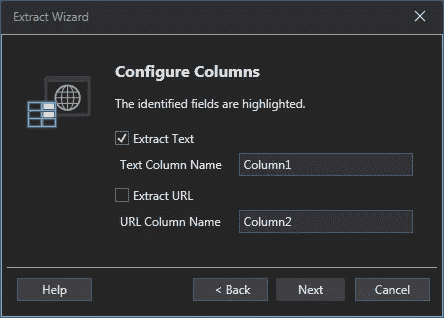 Extract Wizard
Configure Columns
The identified fields are highlighted.
Extract Text
Text Column Name Column1
Extract URL
URL Column Name Column2
Help < Back Next Cancel